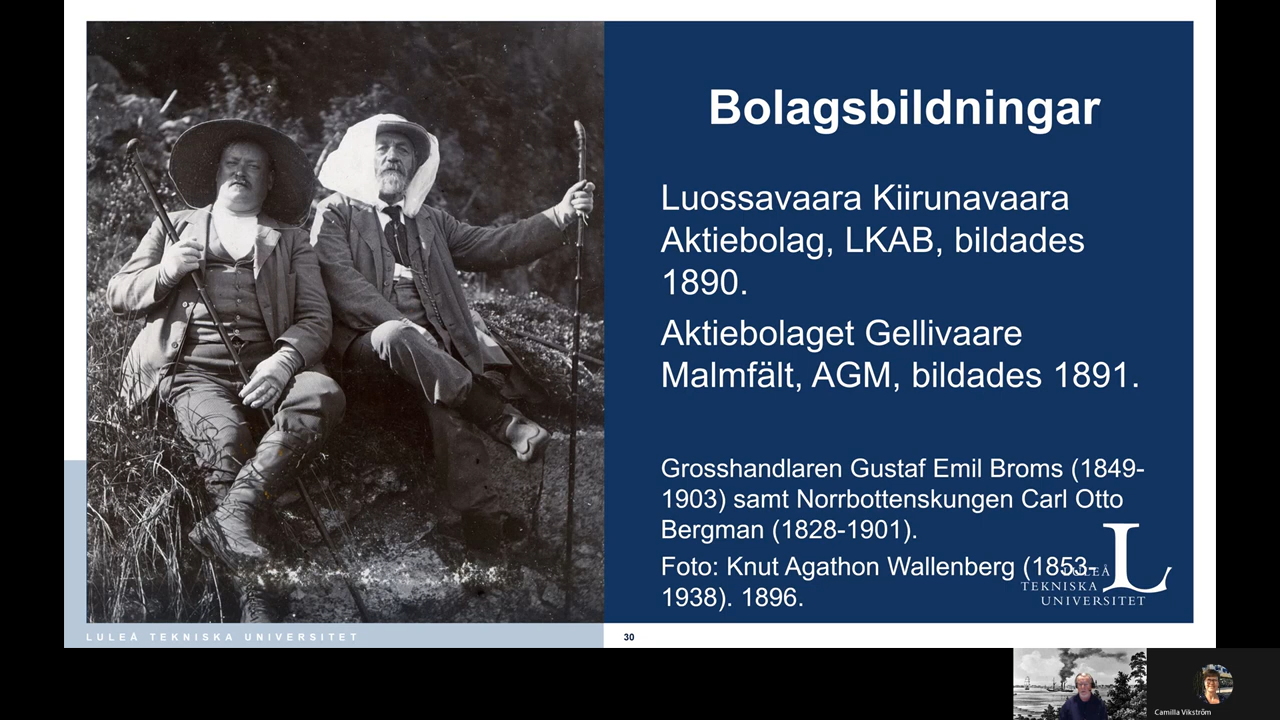 Bolagsbildningar
Luossavaara Kiirunavaara
Aktiebolag, LKAB, bildades
1890.
Aktiebolaget Gellivaare
Malmfält, AGM, bildades 1891.
Grosshandlaren Gustaf Emil Broms (1849-
1903) samt Norrbottenskungen Carl Otto
Bergman (1828-1901).
Foto: Knut Agathon Wallenberg (1853-
1938). 1896.
L
LULEÅ
TEKNISKA
UNIVERSITET
LULEÅ TEKNISKA UNIVERSITET
30
Camilla Vikström